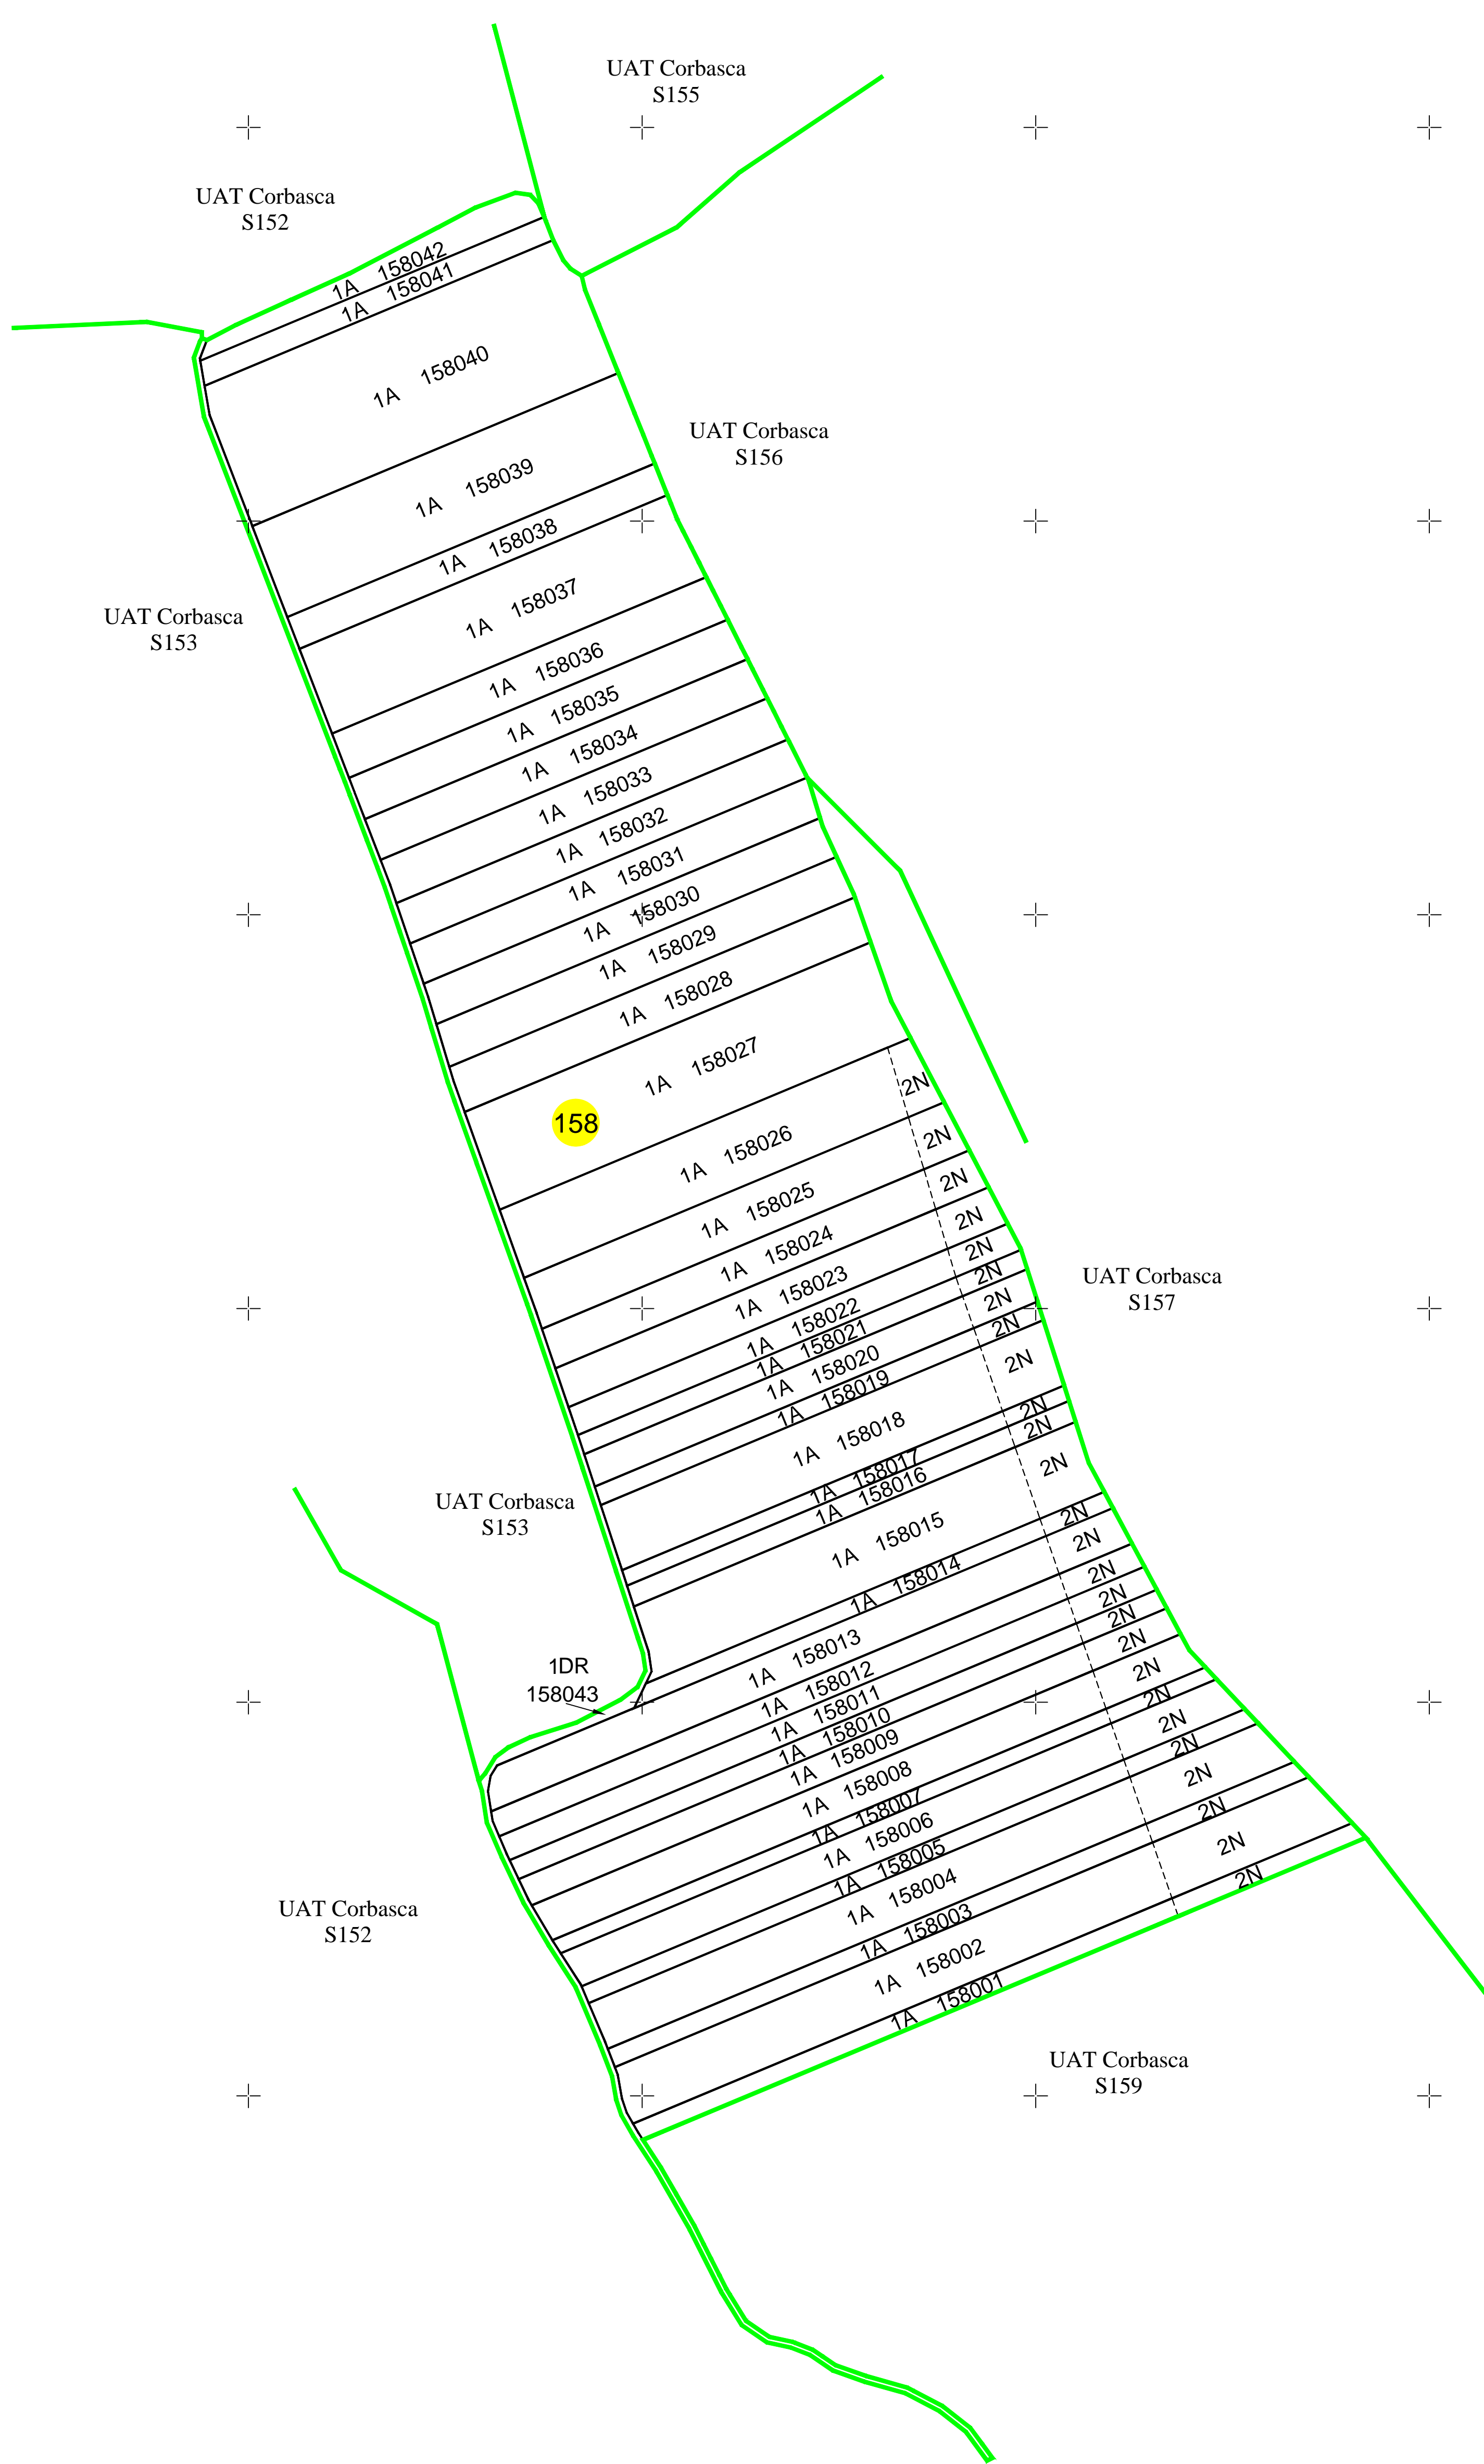 UAT Corbasca
S155
UAT Corbasca
S152
1A 158042
1A 158041
1A 158040
UAT Corbasca
S156
1A 158039
1A 158038
UAT Corbasca
S153
1A 158037
1A 158036
1A 158035
1A 158034
1A 158033
1A 158032
1A 158031
1A 158030
1A 158029
1A 158028
1A 158027
158
1A 158026 2N
1A 158025 2N
1A 158024 2N
1A 158023 2N
UAT Corbasca
S157
1A 158022 2N
1A 158021 2N
1A 158020 2N
1A 158019 2N
1A 158018 2N
1A 158017 2N
1A 158016 2N
UAT Corbasca
S153
1A 158015 2N
1A 158014 2N
1A 158013 2N
1DR
158043
1A 158012 2N
1A 158011 2N
1A 158010 2N
1A 158009 2N
1A 158008 2N
1A 158007 2N
1A 158006 2N
1A 158005 2N
1A 158004 2N
UAT Corbasca
S152
1A 158003 2N
1A 158002 2N
1A 158001 2N
UAT Corbasca
S159